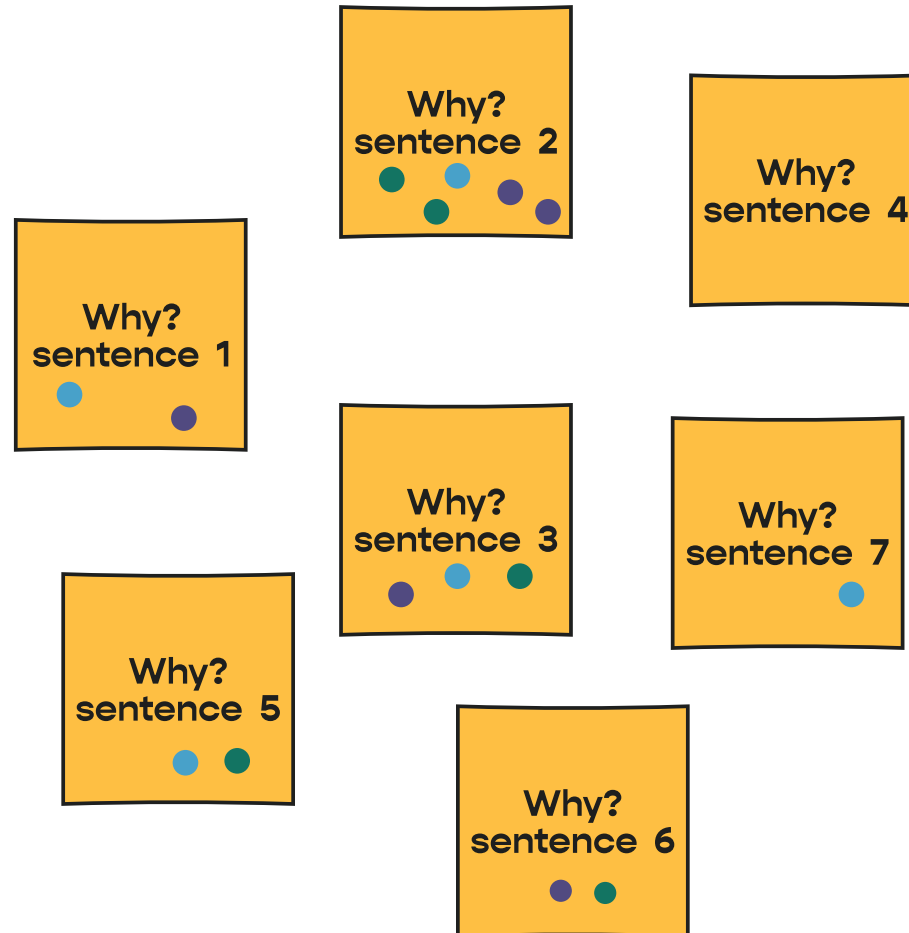 Why?
sentence 2
Why?
sentence 4
Why?
sentence 1
Why?
sentence 3
Why?
sentence 7
Why?
sentence 5
Why?
sentence 6